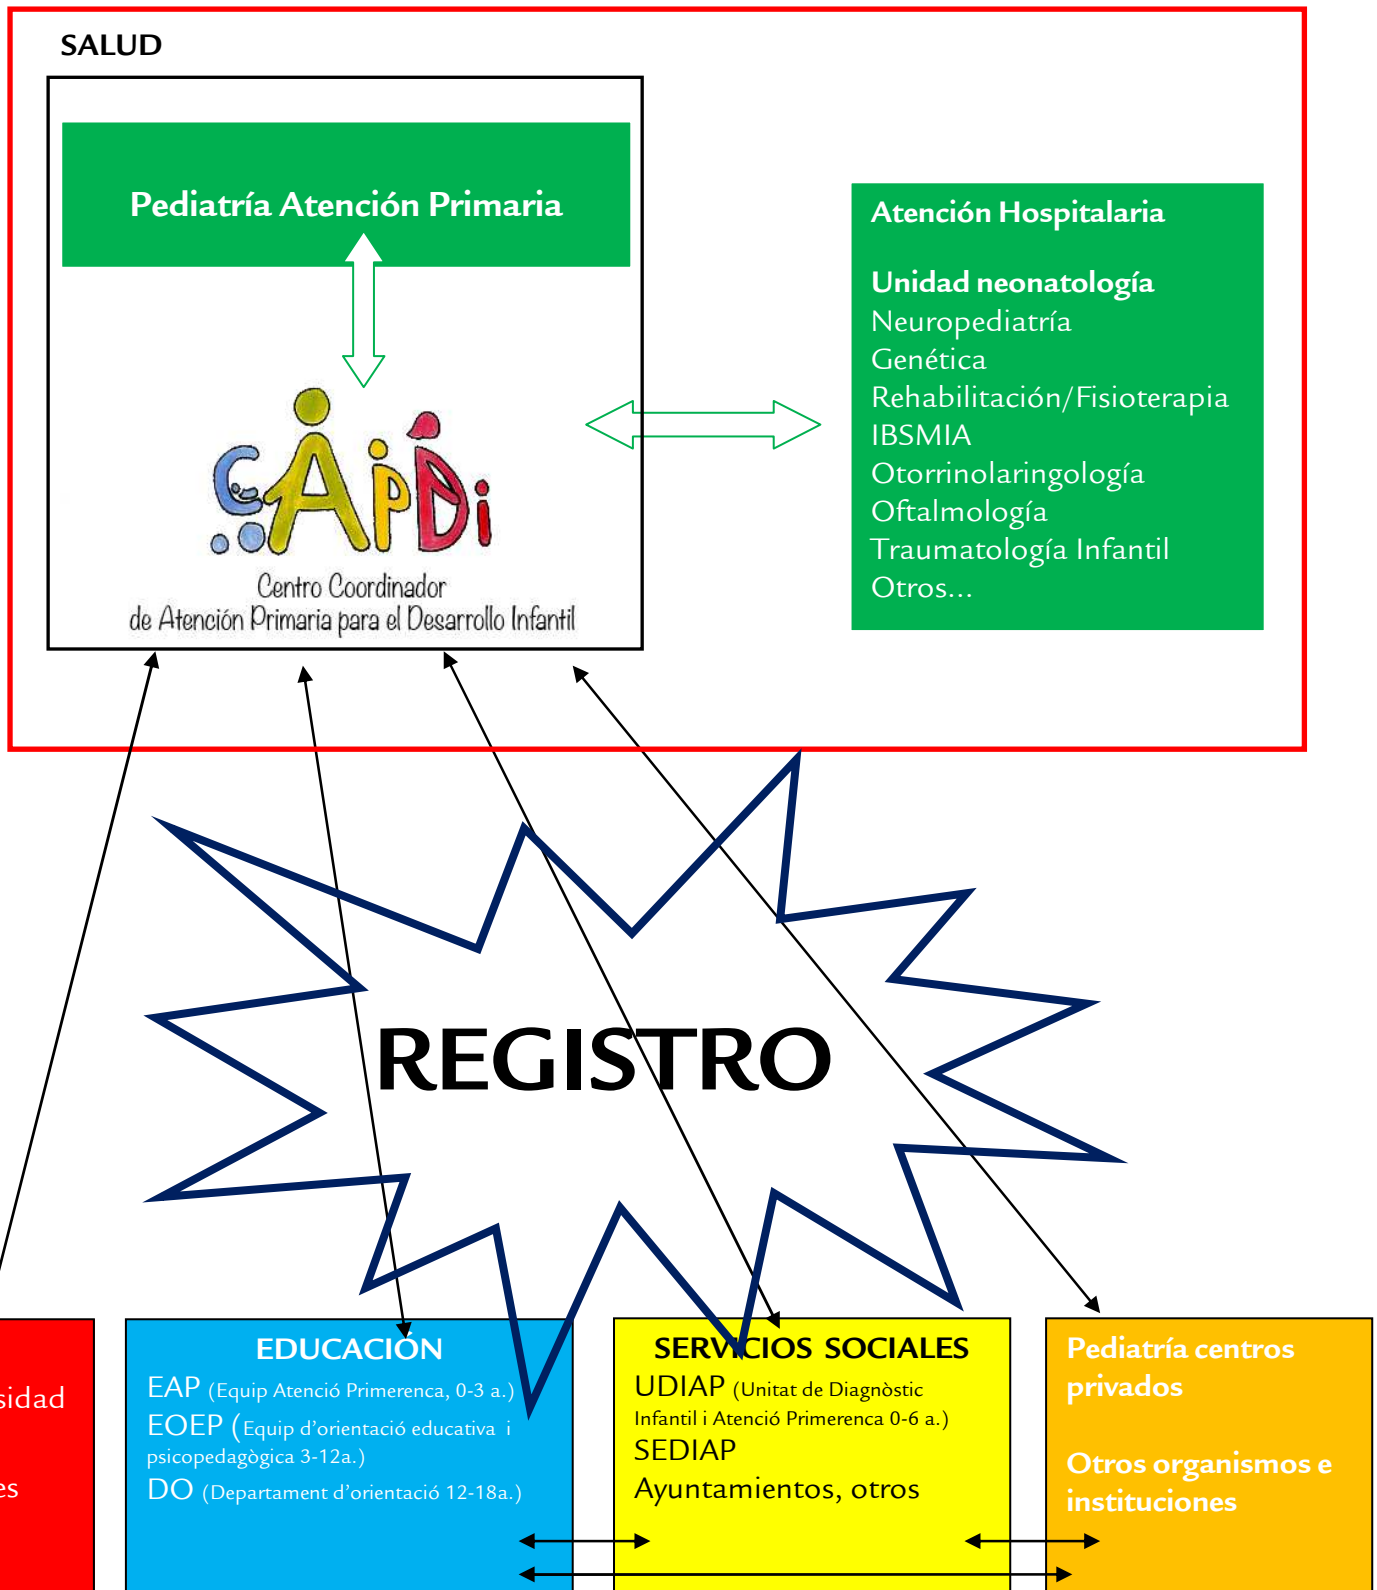 SALUD
Pediatría Atención Primaria
CAPDi
Centro Coordinador
de Atención Primaria para el Desarrollo Infantil
Atención Hospitalaria
Unidad neonatología
Neuropediatría
Genética
Rehabilitación/Fisioterapia
IBSMIA
Otorrinolaringología
Oftalmología
Traumatología Infantil
Otros...
REGISTRO
EDUCACIÓN
EAP (Equip Atenció Primerenca, 0-3 a.)
EOEP (Equip d’orientació educativa i
psicopedagògica 3-12a.)
DO (Departament d’orientació 12-18a.)
SERVICIOS SOCIALES
UDIAP (Unitat de Diagnòstic
Infantil i Atenció Primerenca 0-6 a.)
SEDIAP
Ayuntamientos, otros
Pediatría centros
privados
Otros organismos e
instituciones